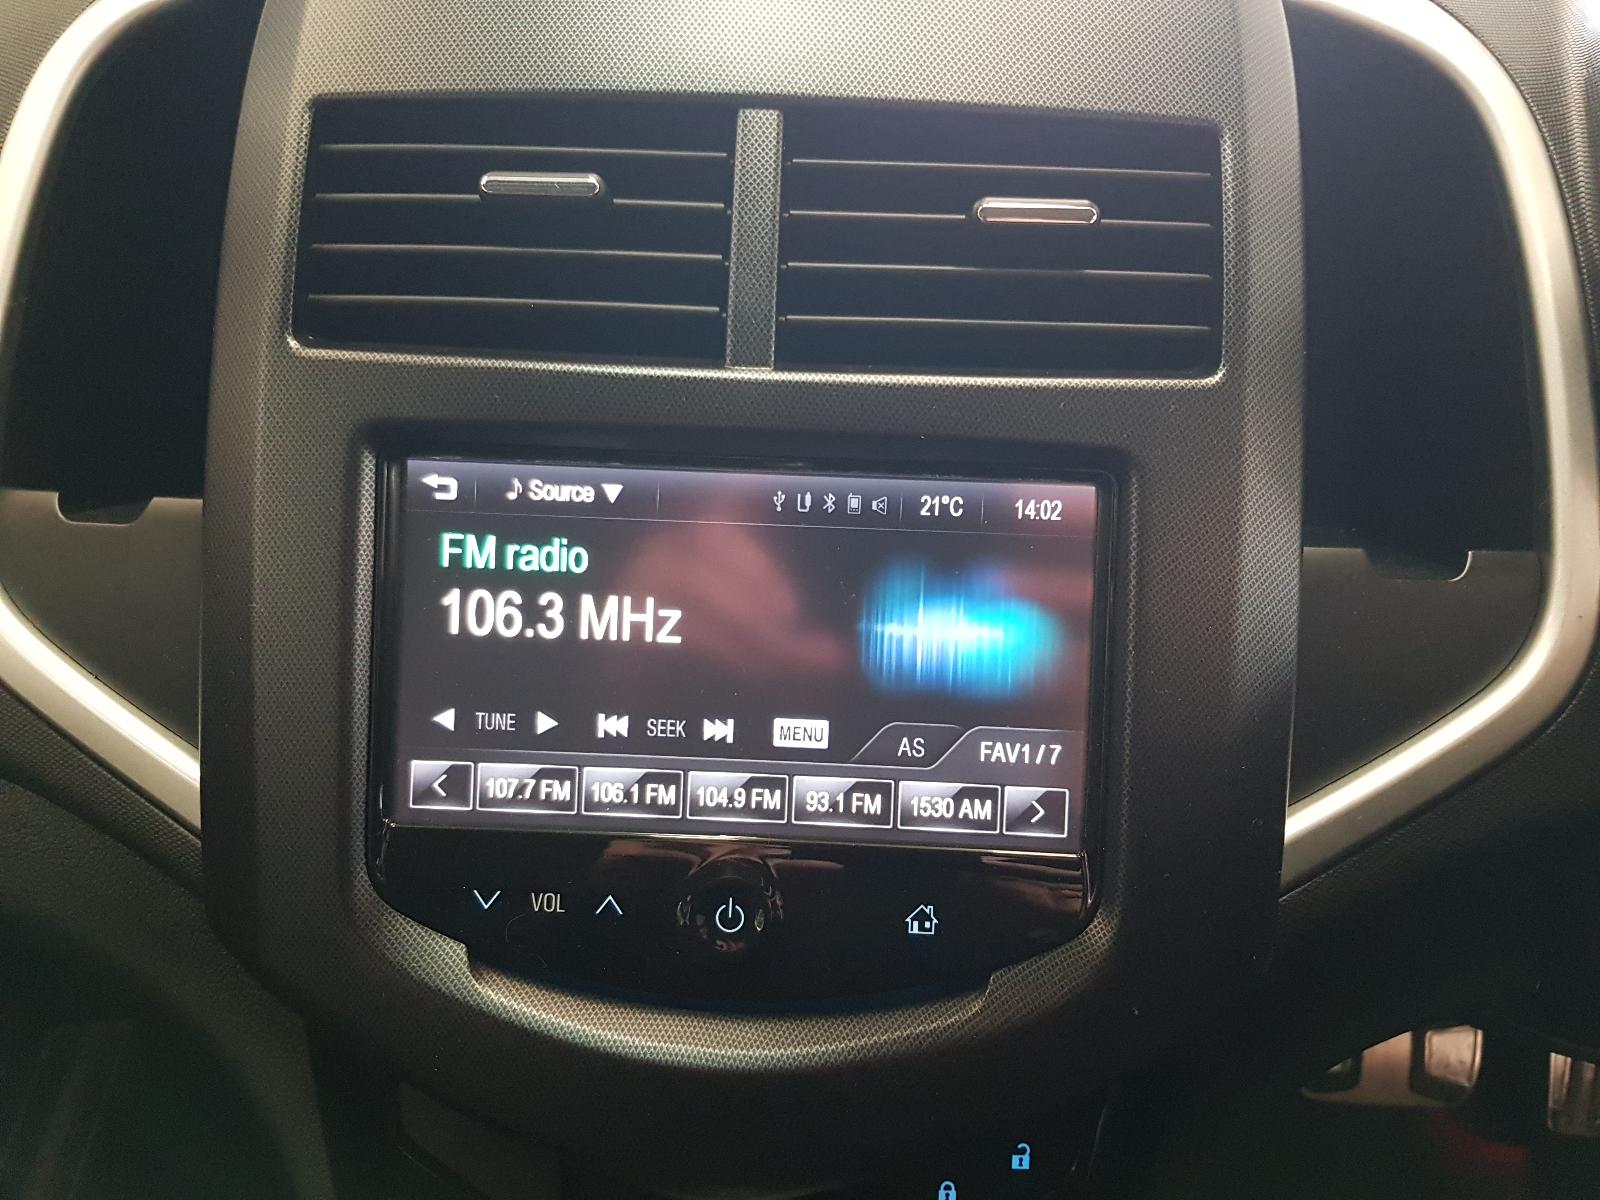 Source 21°C 14:02
FM radio
106.3 MHz
TUNE SEEK MENU AS FAV1 / 7
107.7 FM 106.1 FM 104.9 FM 93.1 FM 1530 AM
VOL